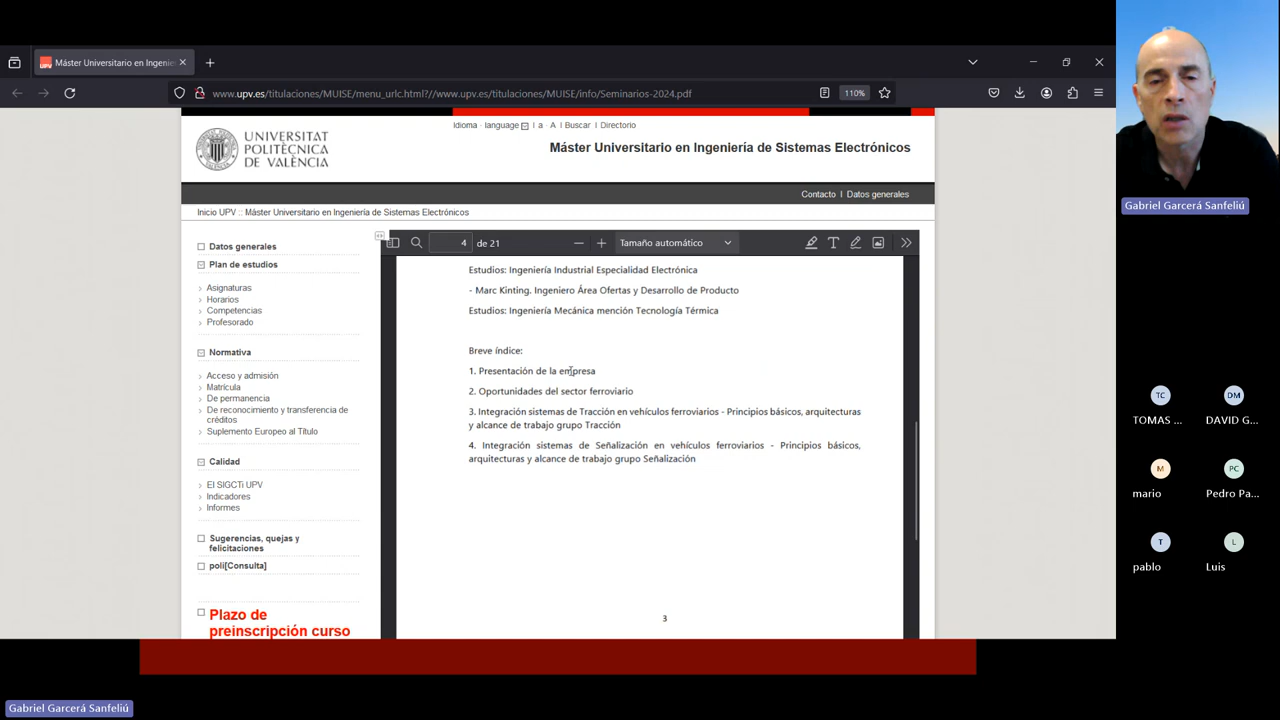 Máster Universitario en Ingenie
www.upv.es/titulaciones/MUISE/menu_urlc.html?//www.upv.es/titulaciones/MUISE/info/Seminarios-2024.pdf
110%
UNIVERSITAT
POLITÈCNICA
DE VALÈNCIA
Idioma · language | a · A | Buscar | Directorio
Máster Universitario en Ingeniería de Sistemas Electrónicos
Contacto | Datos generales
Inicio UPV :: Máster Universitario en Ingeniería de Sistemas Electrónicos
Datos generales
Plan de estudios
Asignaturas
Horarios
Competencias
Profesorado
Normativa
Acceso y admisión
Matrícula
De permanencia
De reconocimiento y transferencia de
créditos
Suplemento Europeo al Título
Calidad
El SIGCTi UPV
Indicadores
Informes
Sugerencias, quejas y
felicitaciones
poli[Consulta]
Plazo de
preinscripción curso
4 de 21
Tamaño automático
Estudios: Ingeniería Industrial Especialidad Electrónica
- Marc Kinting. Ingeniero Área Ofertas y Desarrollo de Producto
Estudios: Ingeniería Mecánica mención Tecnología Térmica
Breve índice:
1. Presentación de la empresa
2. Oportunidades del sector ferroviario
3. Integración sistemas de Tracción en vehículos ferroviarios - Principios básicos, arquitecturas
y alcance de trabajo grupo Tracción
4. Integración sistemas de Señalización en vehículos ferroviarios - Principios básicos,
arquitecturas y alcance de trabajo grupo Señalización
3
Gabriel Garcerá Sanfeliú
TC
DM
TOMAS ...
DAVID G...
M
PC
mario
Pedro Pa...
T
L
pablo
Luis
Gabriel Garcerá Sanfeliú